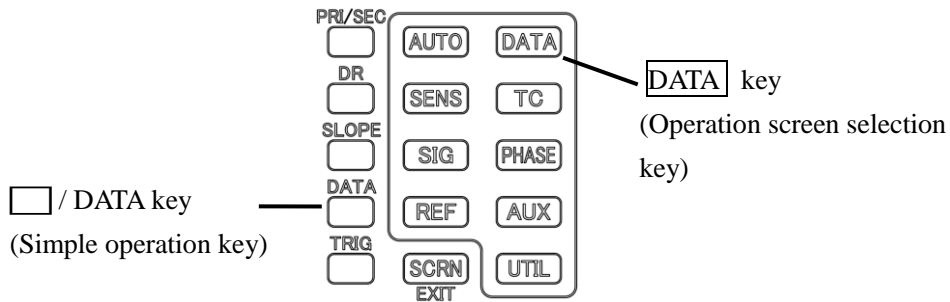 PRI/SEC
AUTO DATA
DATA key
(Operation screen selection
key)
DR
SENS TC
SLOPE
SIG PHASE
DATA
□ / DATA key
(Simple operation key)
REF AUX
TRIG
SCRN UTIL
EXIT